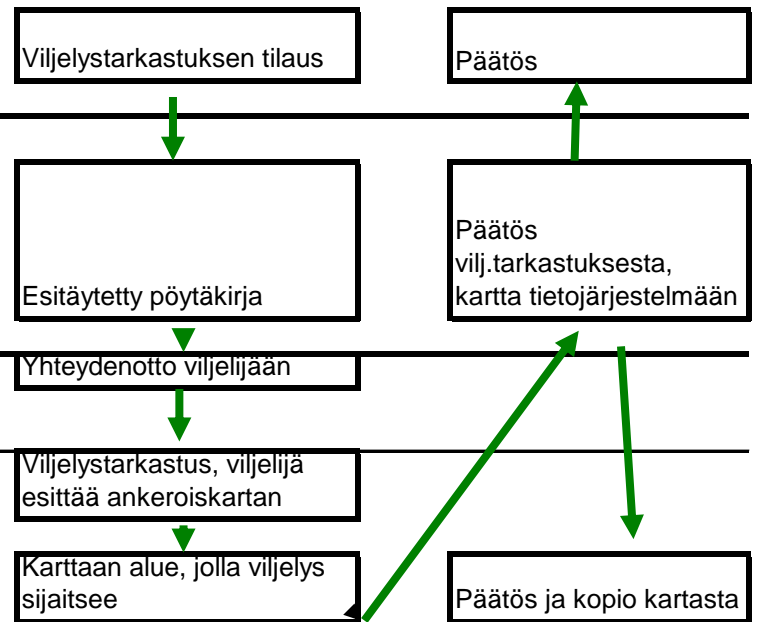 Viljelystarkastuksen tilaus
Esitäytetty pöytäkirja
Yhteydenotto viljelijään
Viljelystarkastus, viljelijä
esittää ankeroiskartan
Karttaan alue, jolla viljelys
sijaitsee
Päätös
Päätös
vilj.tarkastuksesta,
kartta tietojärjestelmään
Päätös ja kopio kartasta